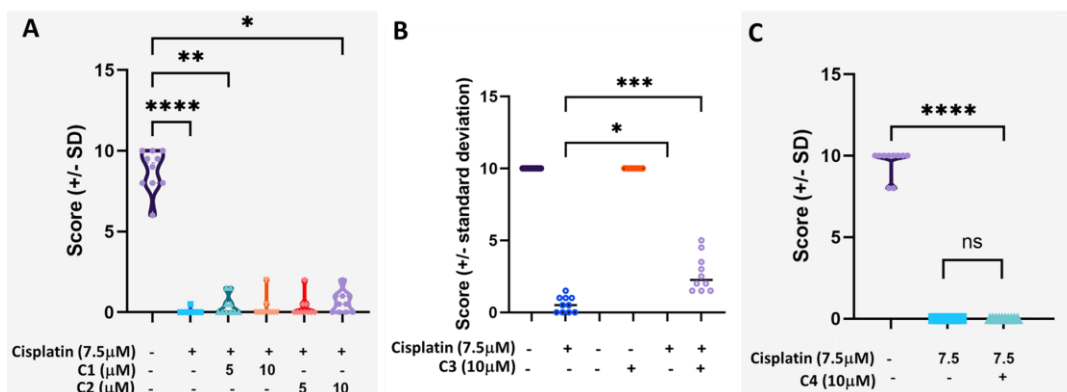 A
*
**
****
15
10
5
0
Score (+/- SD)
Cisplatin (7.5μM) - + + + + +
C1 (μM) 5 10
C2 (μM) 5 10
B
***
*
15
10
5
0
Score (+/- standard deviation)
Cisplatin (7.5μM) - + - - + +
C3 (10μM) - - - + - +
C
****
ns
15
10
5
0
Score (+/- SD)
Cisplatin (7.5μM) - 7.5 7.5
C4 (10μM) - - +